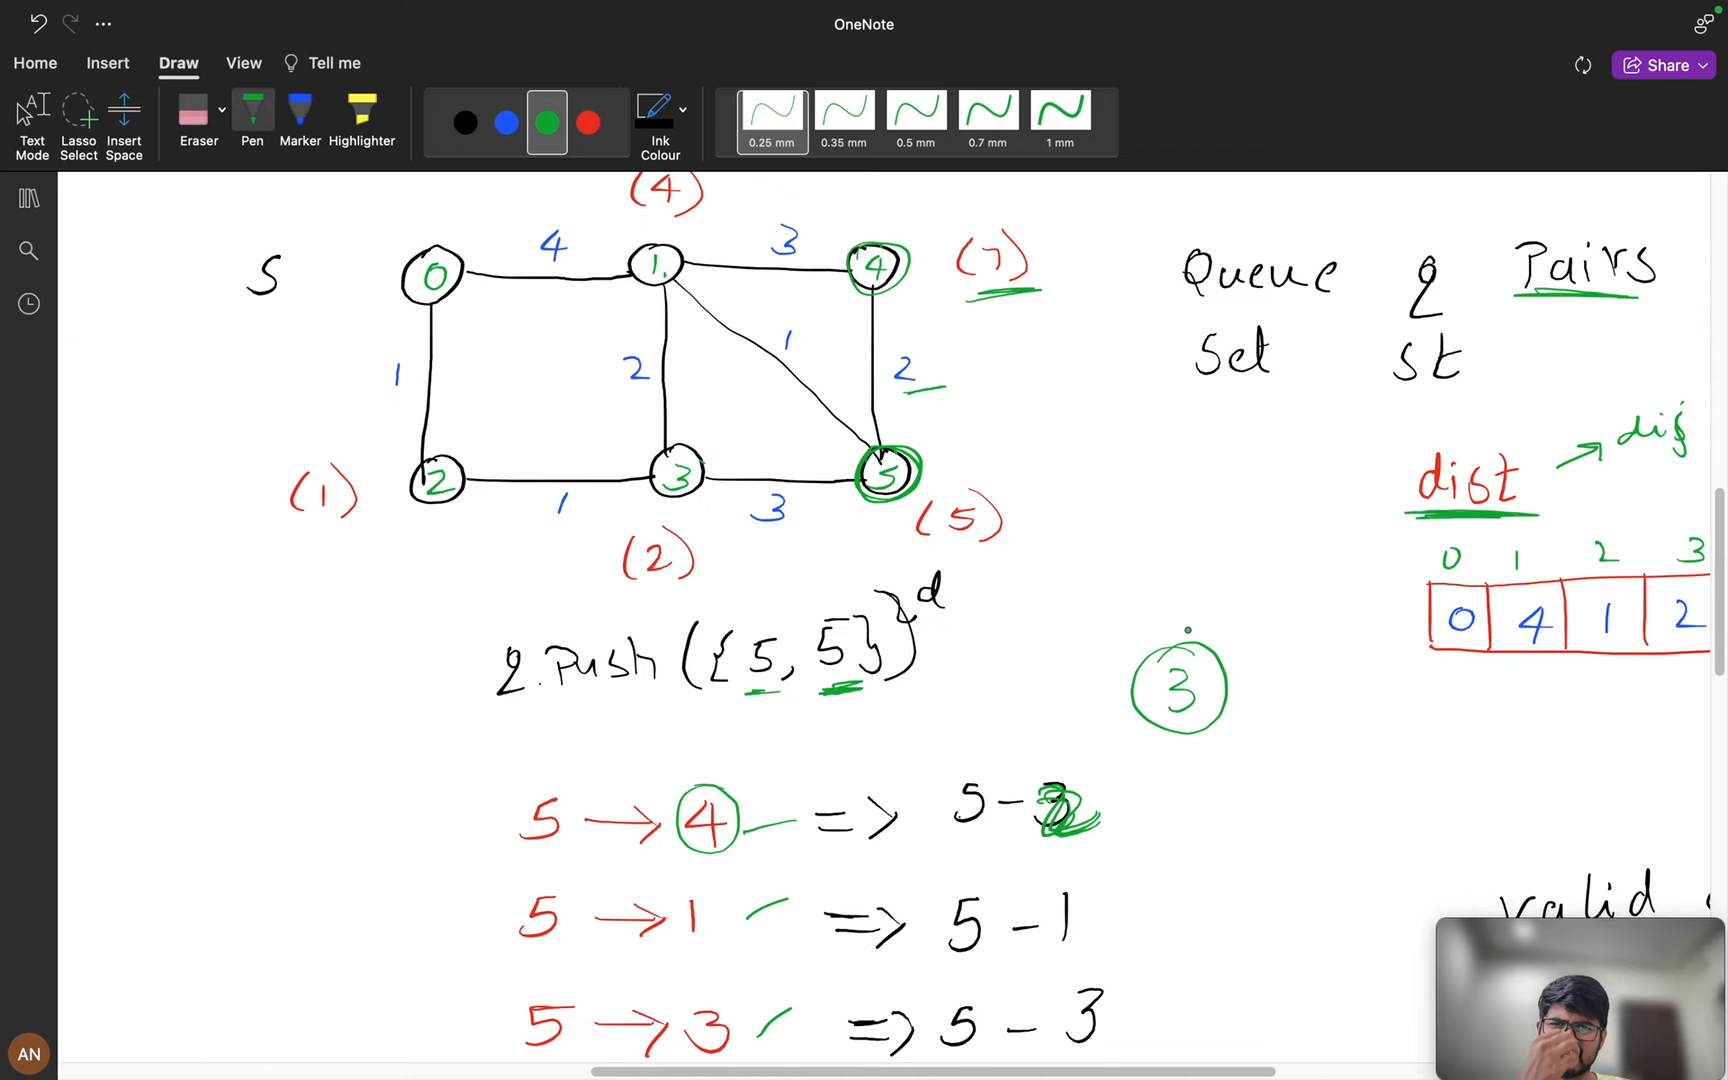 OneNote
Home Insert Draw View Tell me
Share
Text Mode
Lasso Select
Insert Space
Eraser
Pen
Marker
Highlighter
Ink Colour
0.25 mm
0.35 mm
0.5 mm
0.7 mm
1 mm
(4)
S 0 4 1 3 4 (7)
Queue q Pairs
Set st
1 2 1 2
dist → dis
(1) 2 1 3 3 5 (5)
(2)
0 1 2 3
0 4 1 2
q.Push({5, 5}) d
3
5 → 4 => 5 -
5 → 1 => 5 - 1
valid
5 → 3 => 5 - 3
AN